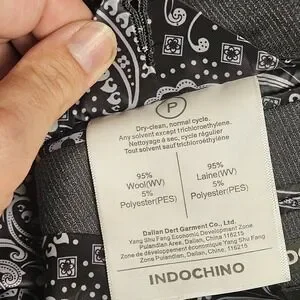 P
Dry-clean, normal cycle.
Any solvent except trichloroethylene.
Nettoyage à sec, cycle régulier
Tout solvant sauf trichloroéthylène
95%
Wool(WV)
5%
Polyester(PES)
95%
Laine(WV)
5%
Polyester(PES)
Dalian Dert Garment Co., Ltd.
Yang Shu Fang Economic Development Zone
Pulandian Area, Dalian, China, 116215
Zone de développement économique Yang Shu Fang
Zone Pulandian, Dalian, China 116215
INDOCHINO